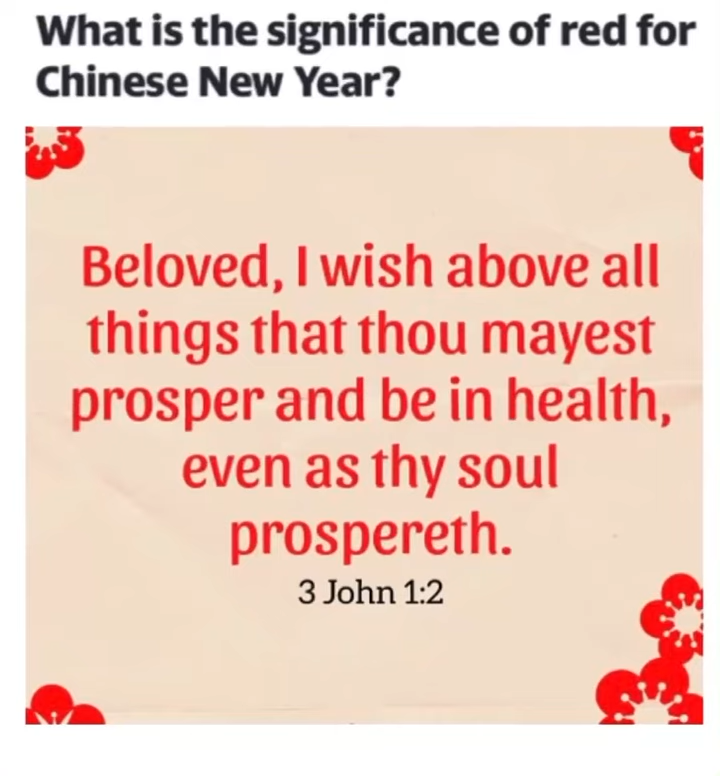 What is the significance of red for
Chinese New Year?
Beloved, I wish above all
things that thou mayest
prosper and be in health,
even as thy soul
prospereth.
3 John 1:2